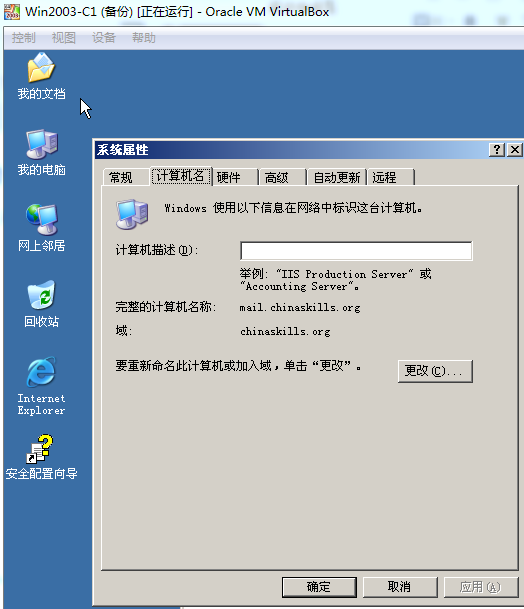 Win2003-C1 (备份) [正在运行] - Oracle VM VirtualBox
控制 视图 设备 帮助
我的文档
我的电脑
网上邻居
回收站
Internet
Explorer
安全配置向导
系统属性
常规 计算机名 硬件 高级 自动更新 远程
Windows 使用以下信息在网络中标识这台计算机。
计算机描述(D):
举例: "IIS Production Server" 或
"Accounting Server"。
完整的计算机名称: mail.chinaskills.org
域: chinaskills.org
要重新命名此计算机或加入域，单击“更改”。
更改(C)...
确定 取消 应用(A)